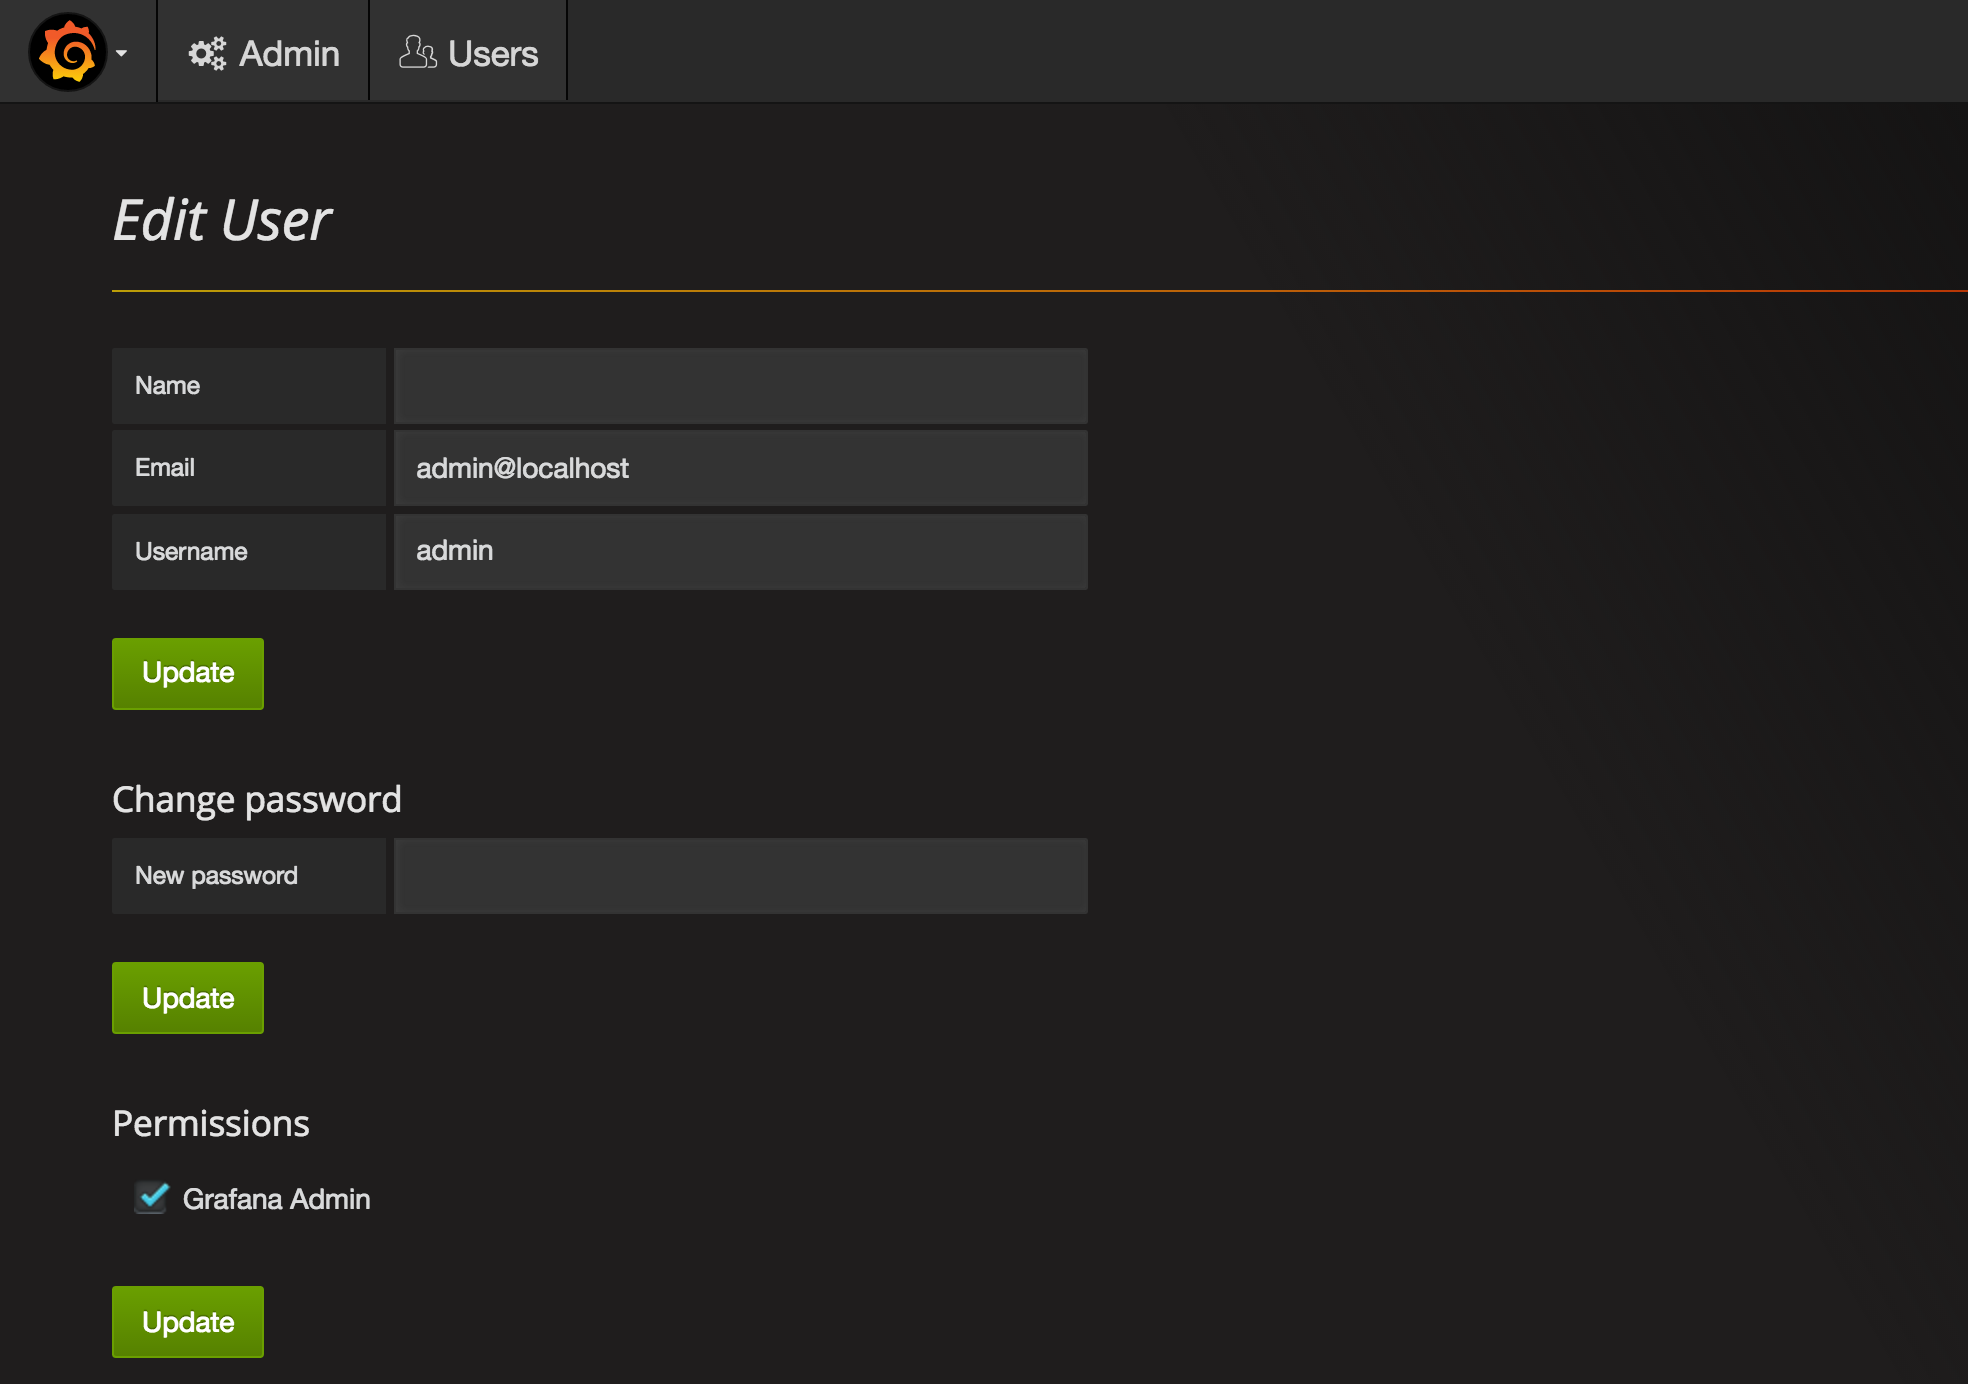 Admin Users
Edit User
Name
Email admin@localhost
Username admin
Update
Change password
New password
Update
Permissions
Grafana Admin
Update